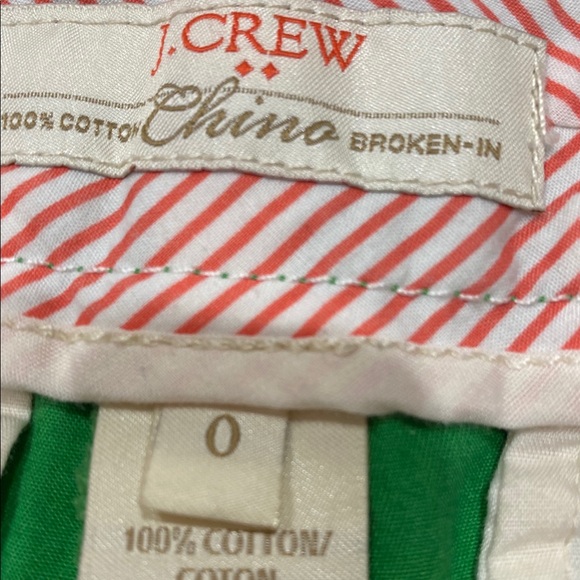 J.CREW
100% COTTON Chino BROKEN-IN
0
100% COTTON/
COTON